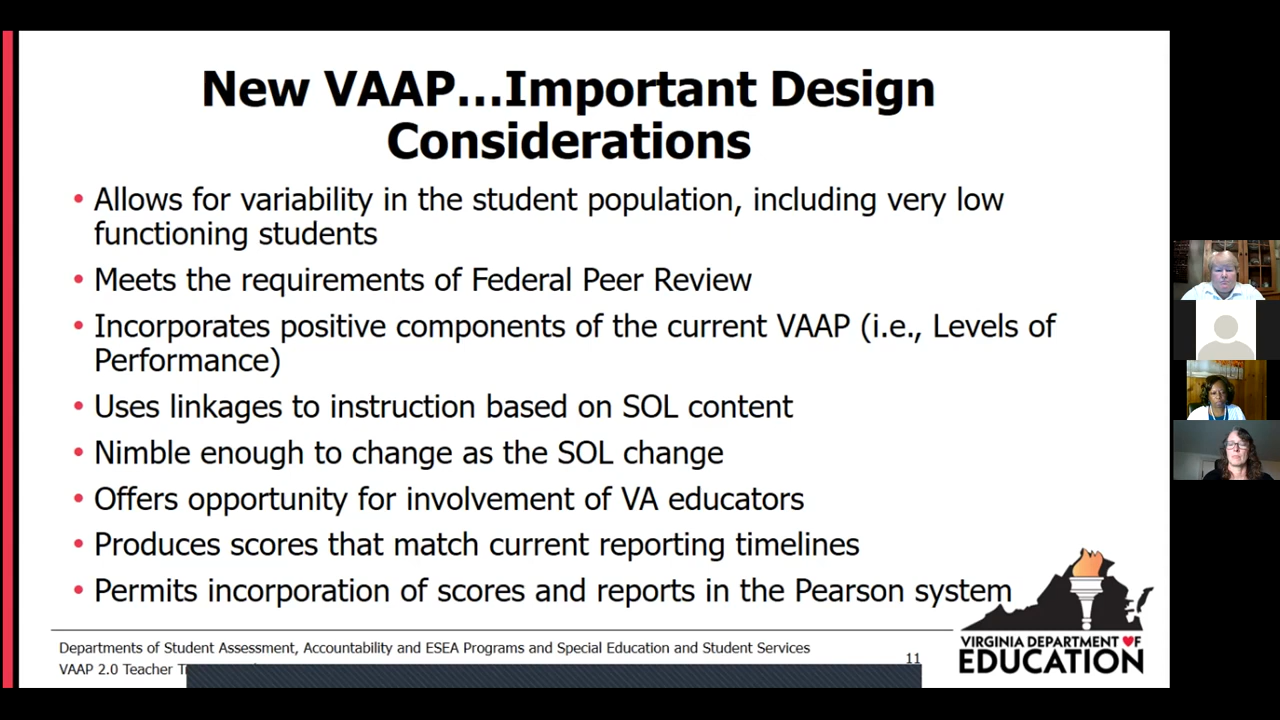 New VAAP...Important Design
Considerations
• Allows for variability in the student population, including very low
functioning students
• Meets the requirements of Federal Peer Review
• Incorporates positive components of the current VAAP (i.e., Levels of
Performance)
• Uses linkages to instruction based on SOL content
• Nimble enough to change as the SOL change
• Offers opportunity for involvement of VA educators
• Produces scores that match current reporting timelines
• Permits incorporation of scores and reports in the Pearson system
Departments of Student Assessment, Accountability and ESEA Programs and Special Education and Student Services
VAAP 2.0 Teacher
11
VIRGINIA DEPARTMENT OF
EDUCATION